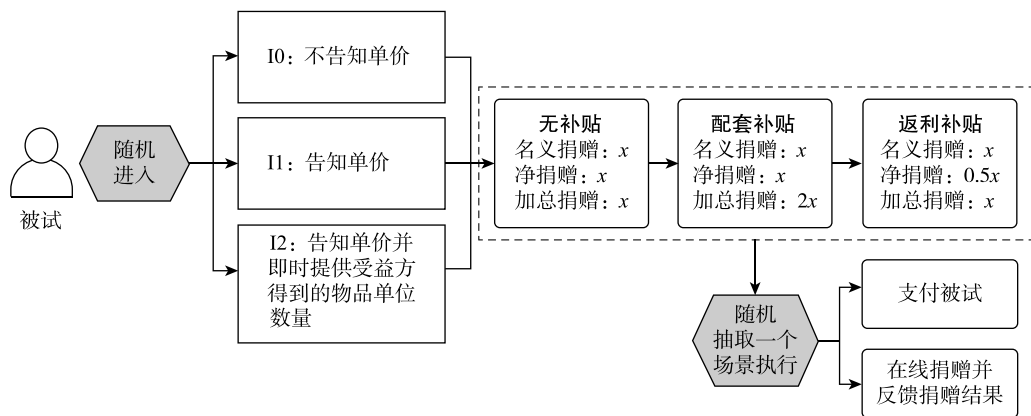 被试
随机
进入
I0：不告知单价
I1：告知单价
I2：告知单价并
即时提供受益方
得到的物品单位
数量
无补贴
名义捐赠：x
净捐赠：x
加总捐赠：x
配套补贴
名义捐赠：x
净捐赠：x
加总捐赠：2x
返利补贴
名义捐赠：x
净捐赠：0.5x
加总捐赠：x
随机
抽取一个
场景执行
支付被试
在线捐赠并
反馈捐赠结果